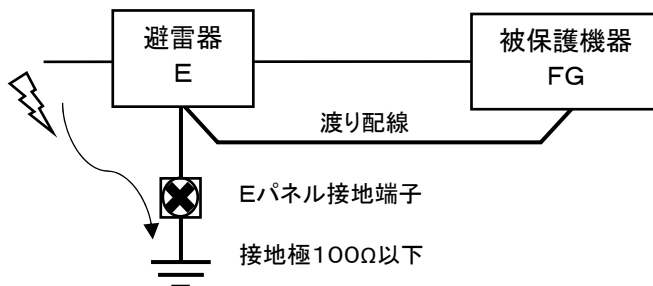 避雷器
E
被保護機器
FG
渡り配線
Eパネル接地端子
接地極100Ω以下